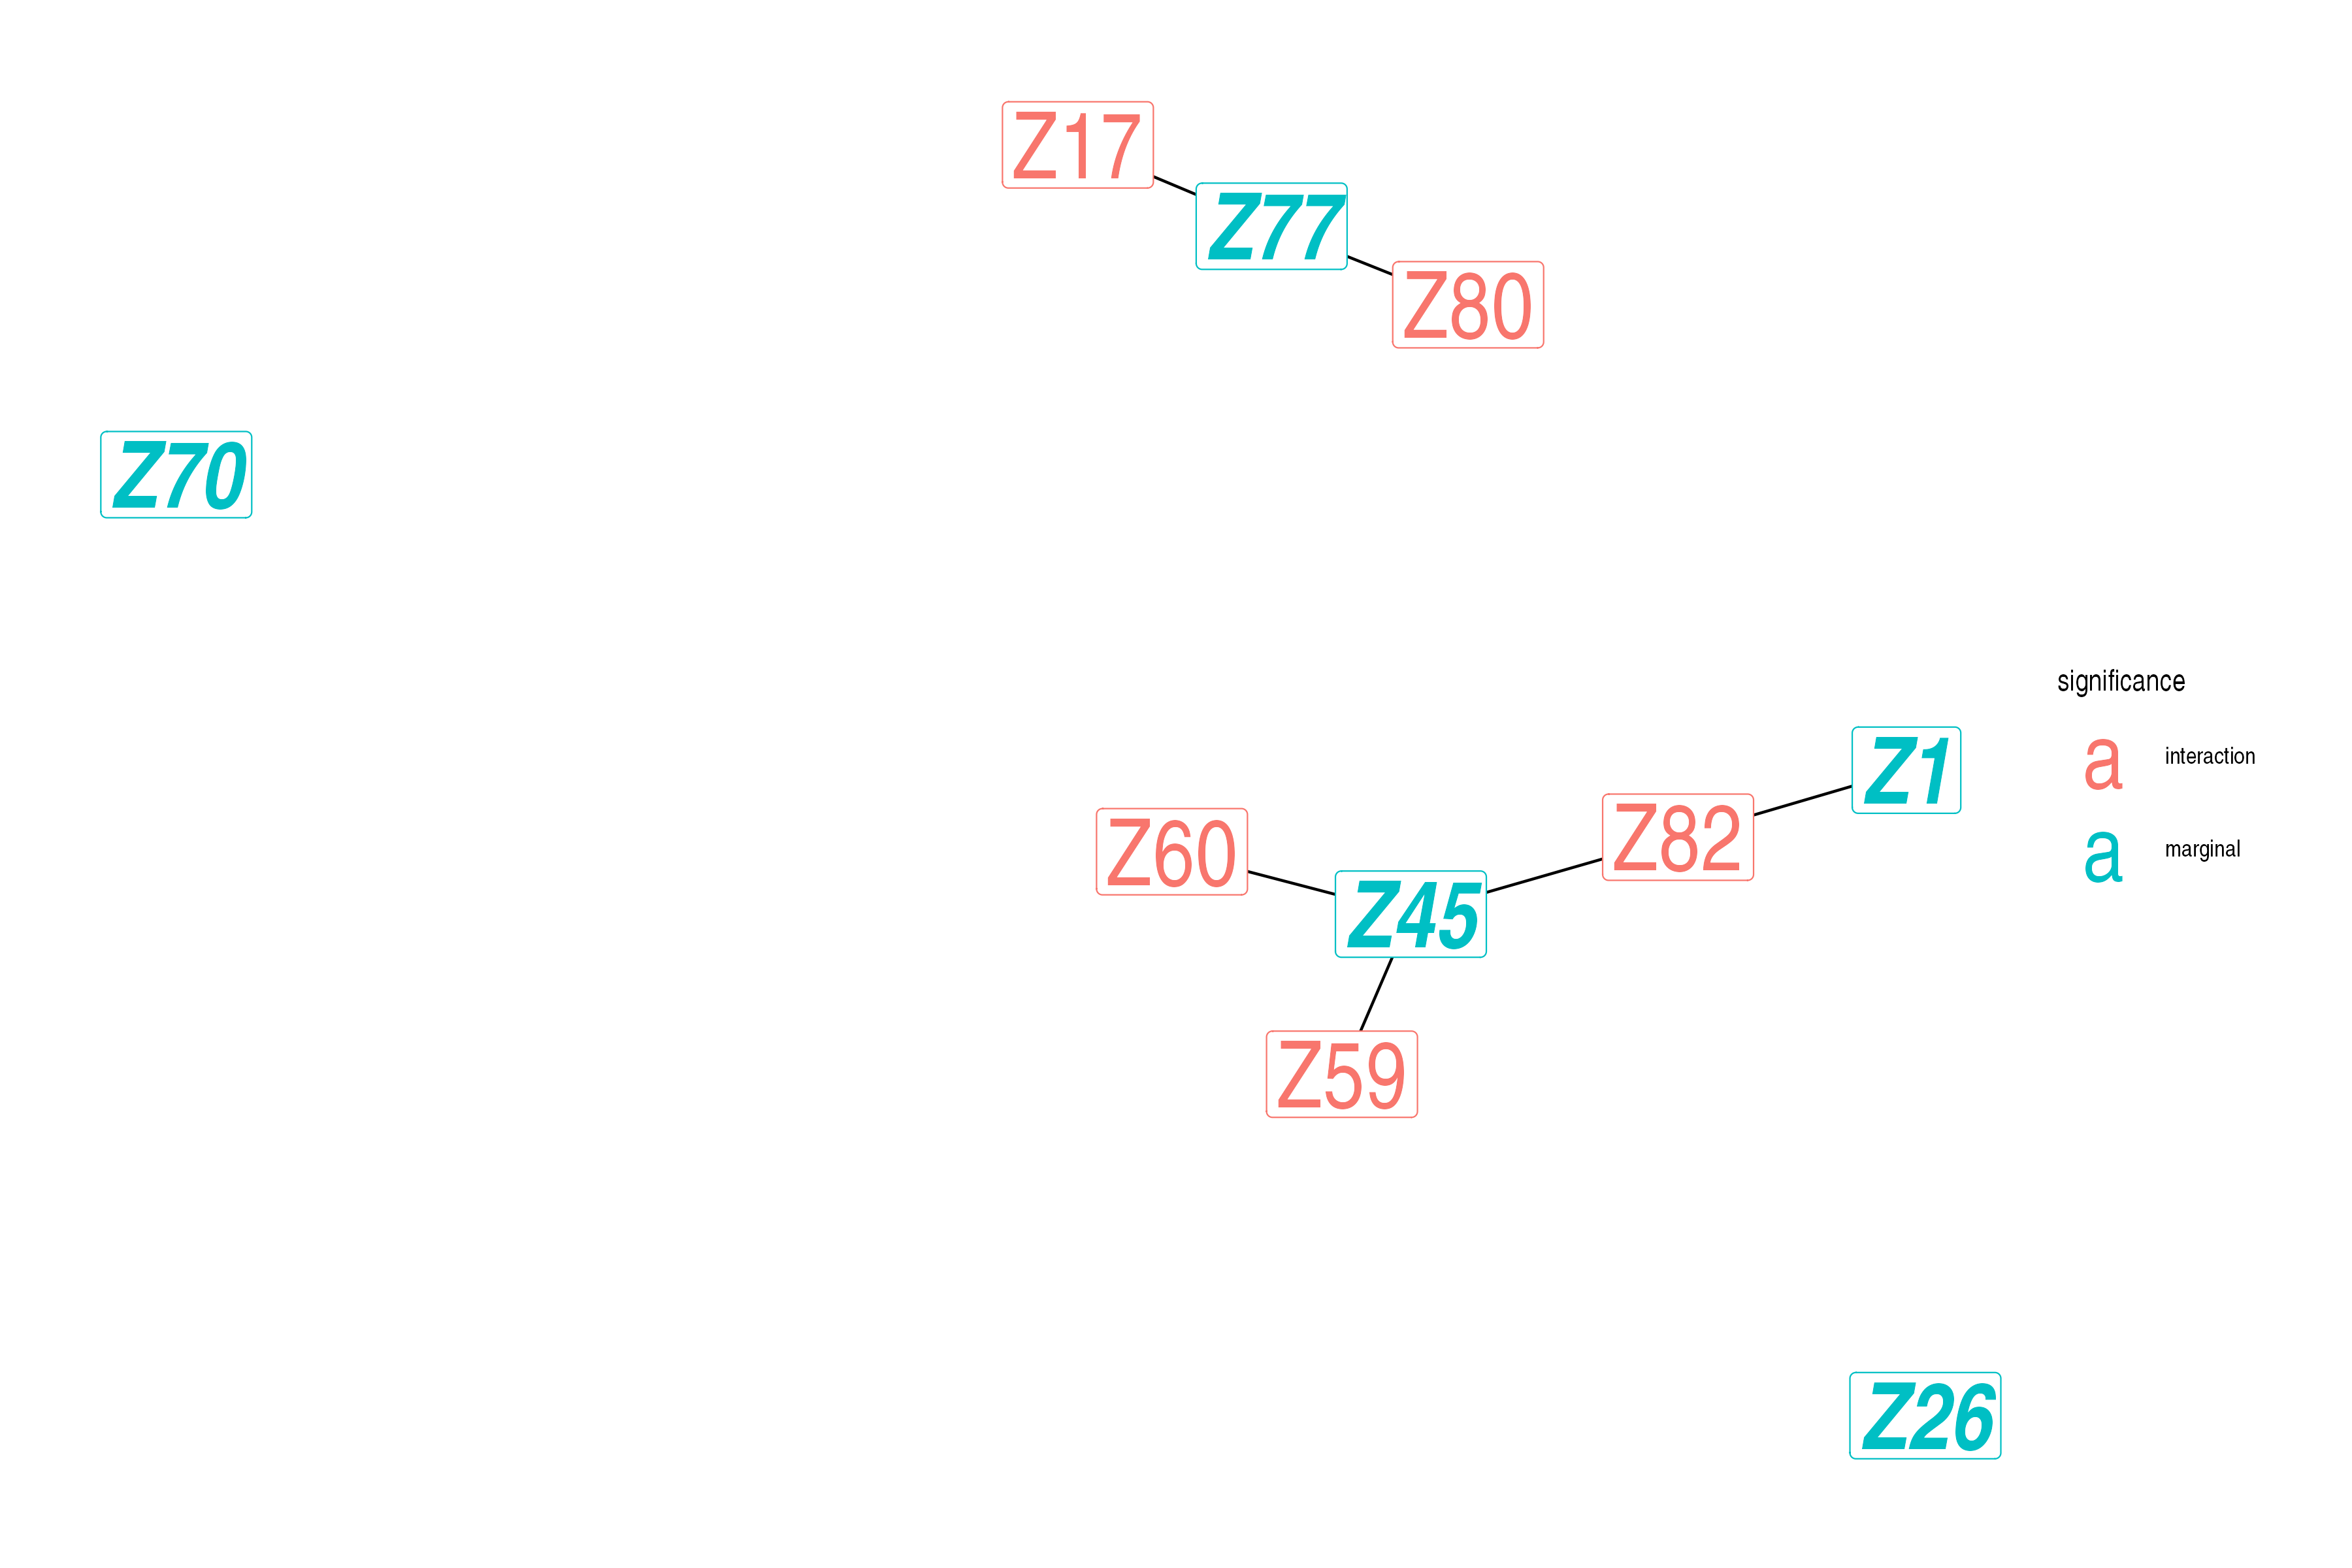 Z17
Z77
Z80
Z70
significance
interaction
a
marginal
a
Z1
Z82
Z60
Z45
Z59
Z26